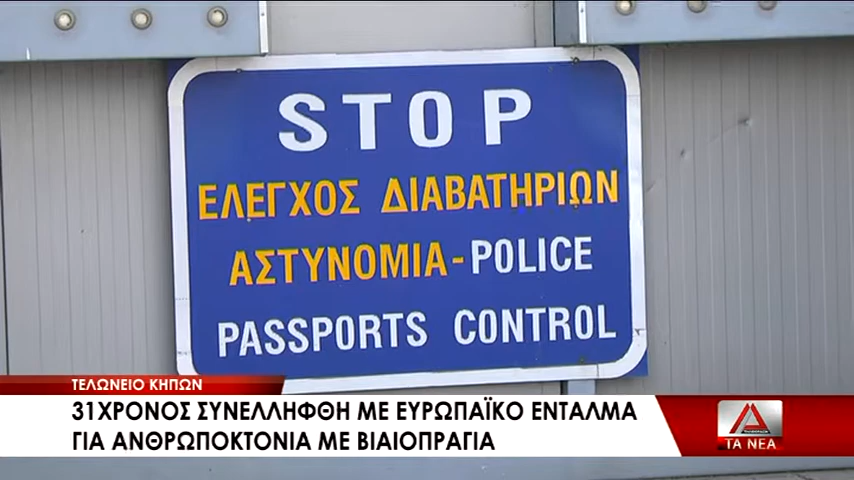 STOP
ΕΛΕΓΧΟΣ ΔΙΑΒΑΤΗΡΙΩΝ
ΑΣΤΥΝΟΜΙΑ - POLICE
PASSPORTS CONTROL
ΤΕΛΩΝΕΙΟ ΚΗΠΩΝ
31ΧΡΟΝΟΣ ΣΥΝΕΛΛΗΦΘΗ ΜΕ ΕΥΡΩΠΑΪΚΟ ΕΝΤΑΛΜΑ
ΓΙΑ ΑΝΘΡΩΠΟΚΤΟΝΙΑ ΜΕ ΒΙΑΙΟΠΡΑΓΙΑ
ΤΑ ΝΕΑ